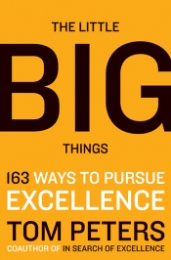 THE LITTLE
BIG
THINGS
163 WAYS TO PURSUE
EXCELLENCE
TOM PETERS
COAUTHOR OF IN SEARCH OF EXCELLENCE